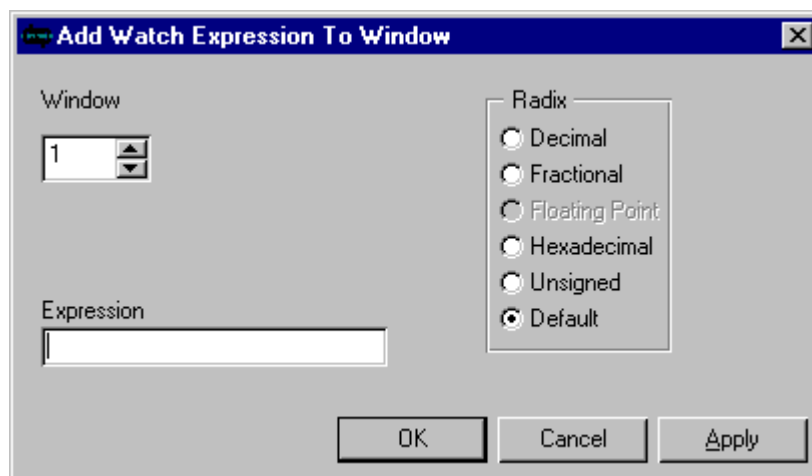 Add Watch Expression To Window
Window
1
Radix
Decimal
Fractional
Floating Point
Hexadecimal
Unsigned
Default
Expression
OK
Cancel
Apply